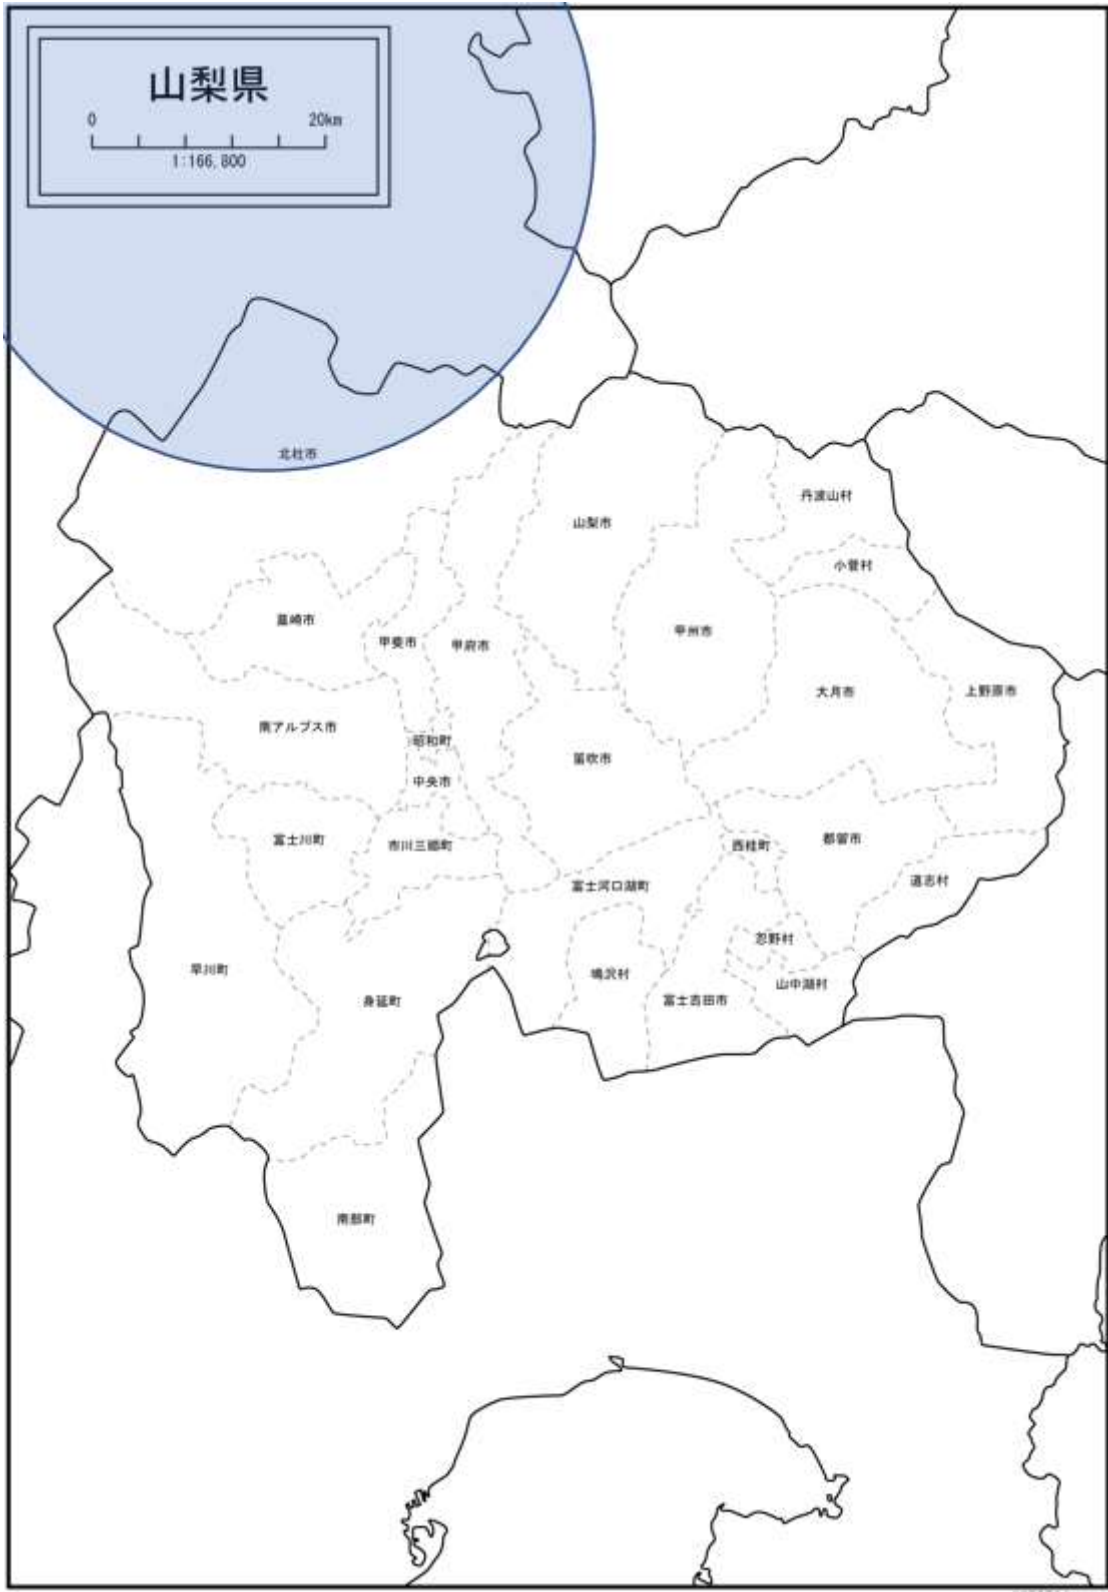 山梨県
0 20km
1:166,800
北杜市
丹波山村
山梨市
小菅村
韮崎市
甲斐市
甲府市
甲州市
大月市
上野原市
南アルプス市
昭和町
笛吹市
中央市
富士川町
市川三郷町
西桂町
都留市
道志村
富士河口湖町
忍野村
早川町
鳴沢村
山中湖村
身延町
富士吉田市
南部町